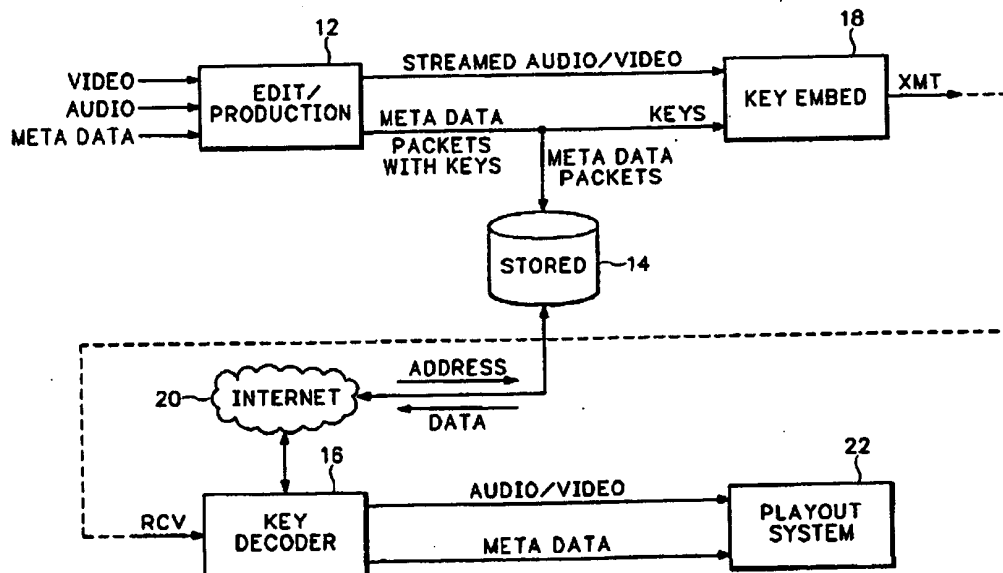 12
18
VIDEO
AUDIO
META DATA
EDIT/
PRODUCTION
STREAMED AUDIO/VIDEO
META DATA
PACKETS
WITH KEYS
KEYS
META DATA
PACKETS
KEY EMBED
XMT
STORED
14
ADDRESS
DATA
20
INTERNET
16
22
RCV
KEY
DECODER
AUDIO/VIDEO
META DATA
PLAYOUT
SYSTEM